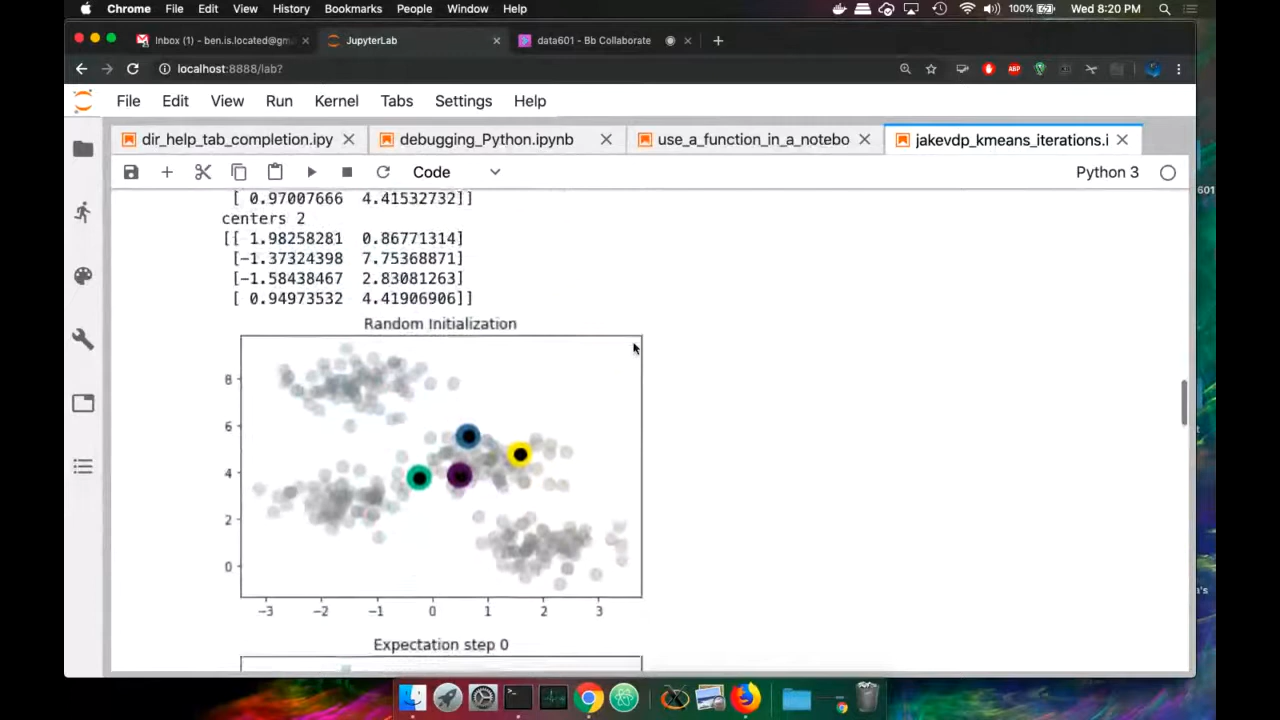 Chrome File Edit View History Bookmarks People Window Help 100% Wed 8:20 PM
Inbox (1) - ben.is.located@gm JupyterLab data601 - Bb Collaborate
localhost:8888/lab?
ABP
File Edit View Run Kernel Tabs Settings Help
dir_help_tab_completion.ipy debugging_Python.ipynb use_a_function_in_a_notebo jakevdp_kmeans_iterations.i
Code Python 3
[ 0.97007666 4.41532732]]
centers 2
[[ 1.98258281 0.86771314]
[-1.37324398 7.75368871]
[-1.58438467 2.83081263]
[ 0.94973532 4.41906906]]
Random Initialization
8
6
4
2
0
−3 −2 −1 0 1 2 3
Expectation step 0